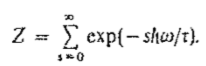 Z = ∑_{s=0}^{∞} exp(−sħω/τ).